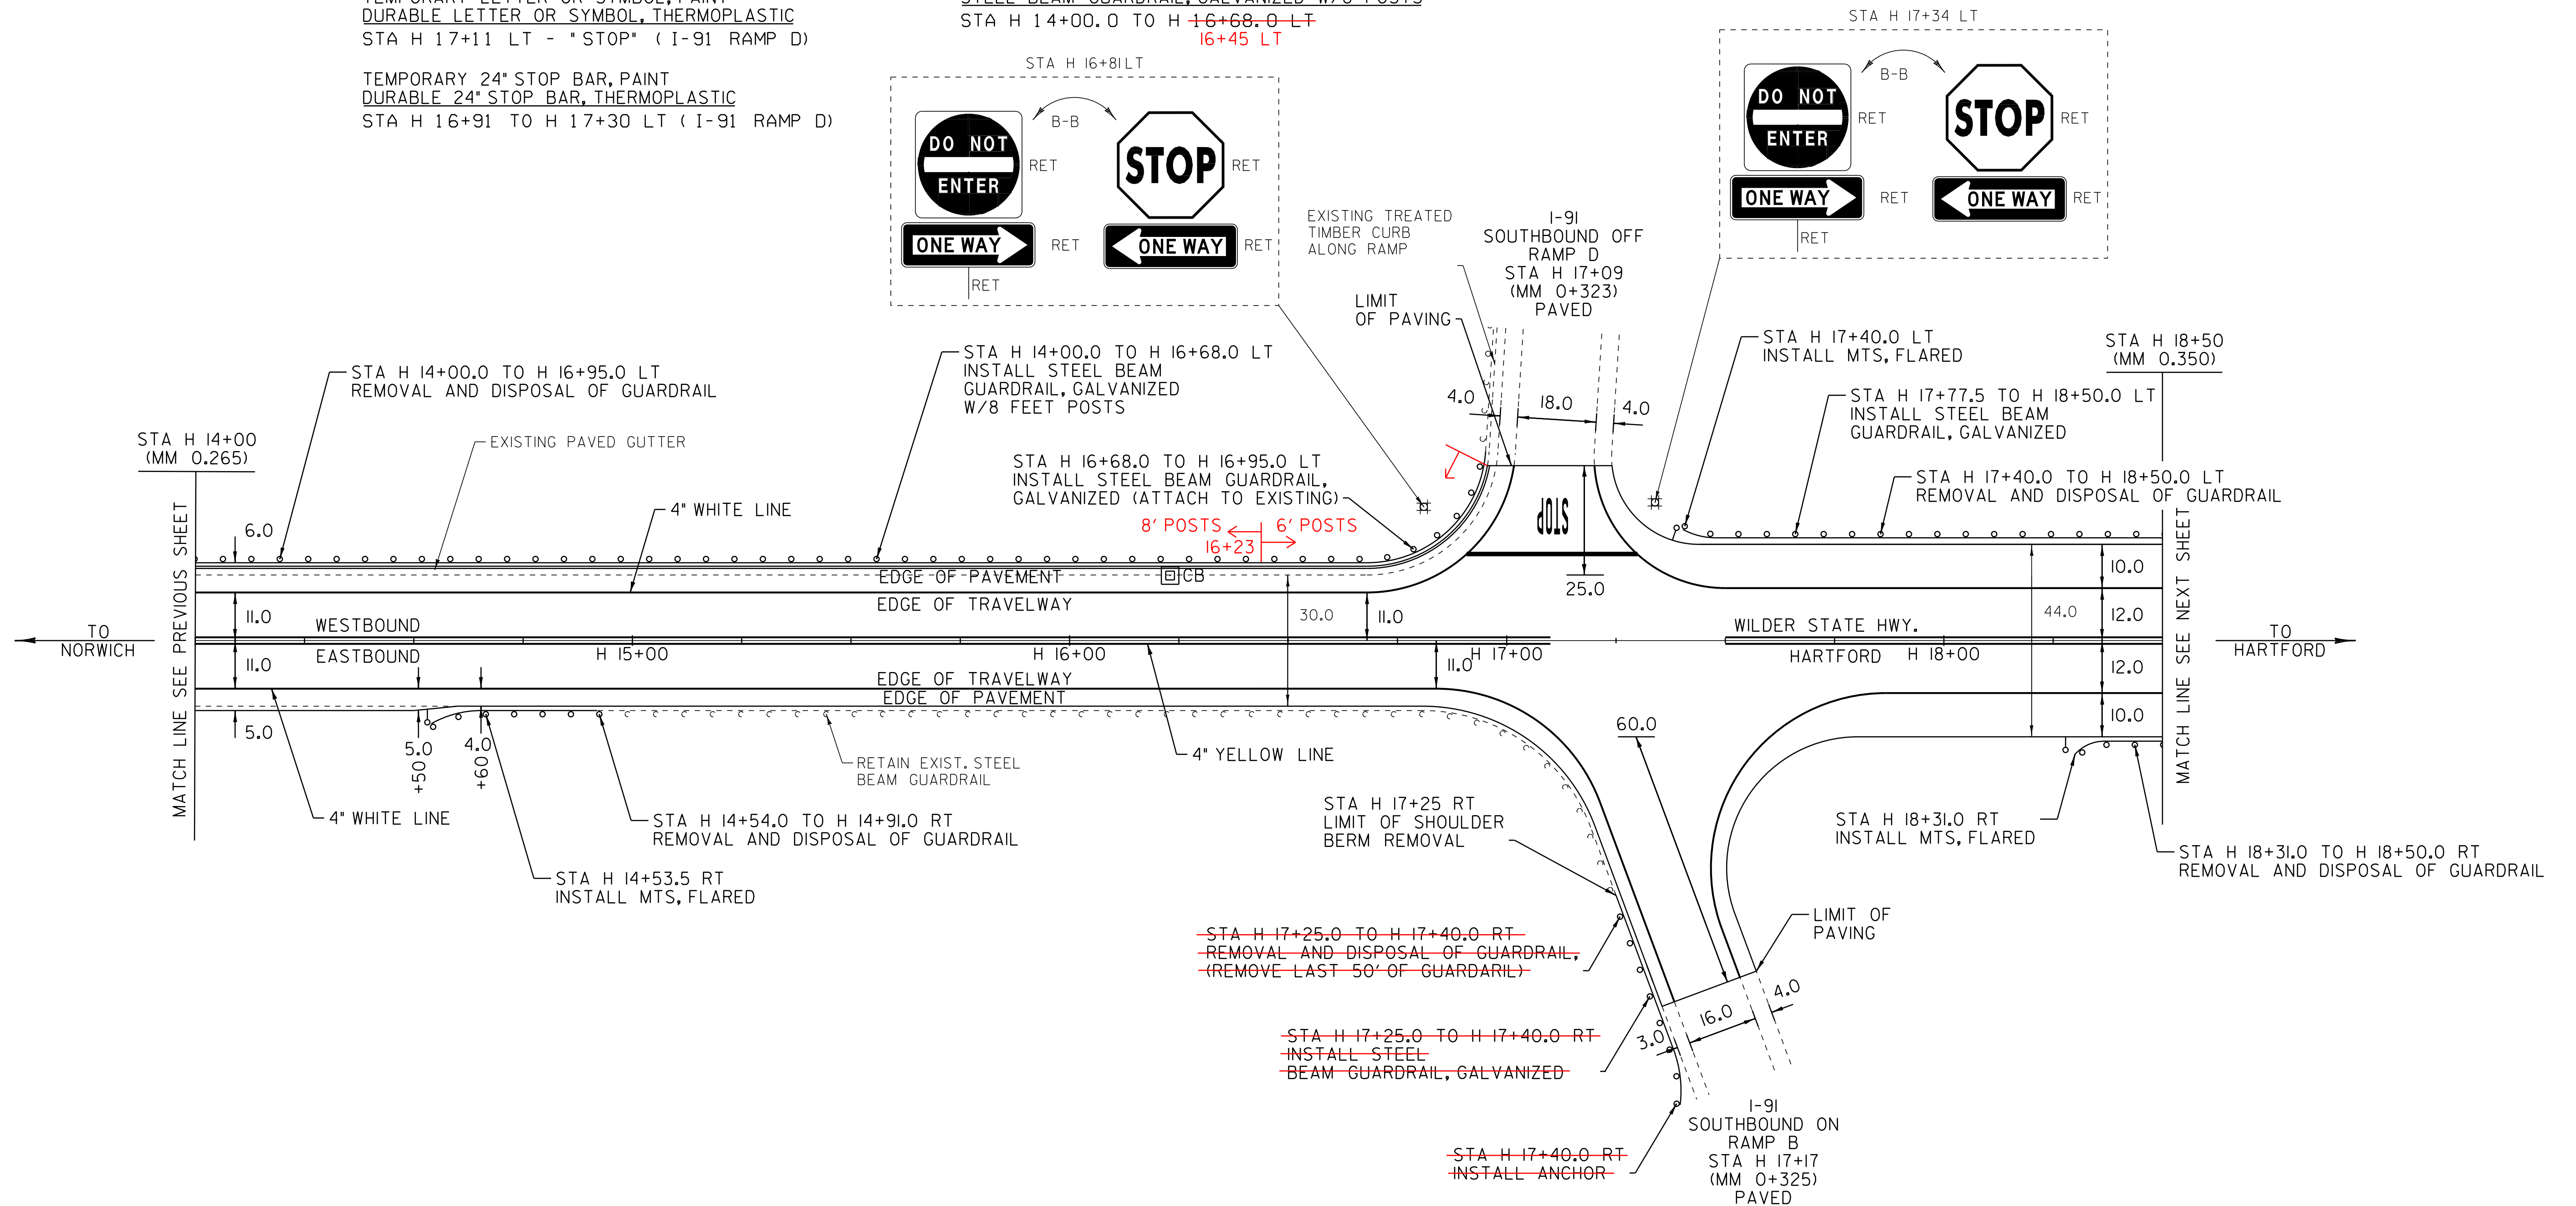 TEMPORARY LETTER OR SYMBOL, PAINT
DURABLE LETTER OR SYMBOL, THERMOPLASTIC
STA H 17+11 LT - "STOP" ( I-91 RAMP D)
TEMPORARY 24" STOP BAR, PAINT
DURABLE 24" STOP BAR, THERMOPLASTIC
STA H 16+91 TO H 17+30 LT ( I-91 RAMP D)
STEEL BEAM GUARDRAIL, GALVANIZED W/8 POSTS
STA H 14+00.0 TO H 16+68.0 LT
16+45 LT
STA H 16+81 LT
DO NOT
ENTER
RET
B-B
STOP
RET
ONE WAY
RET
ONE WAY
RET
RET
STA H 17+34 LT
DO NOT
ENTER
RET
B-B
STOP
RET
ONE WAY
RET
ONE WAY
RET
RET
EXISTING TREATED
TIMBER CURB
ALONG RAMP
I-91
SOUTHBOUND OFF
RAMP D
STA H 17+09
(MM 0+323)
PAVED
LIMIT
OF PAVING
STA H 14+00.0 TO H 16+95.0 LT
REMOVAL AND DISPOSAL OF GUARDRAIL
STA H 14+00.0 TO H 16+68.0 LT
INSTALL STEEL BEAM
GUARDRAIL, GALVANIZED
W/8 FEET POSTS
STA H 17+40.0 LT
INSTALL MTS, FLARED
STA H 18+50
(MM 0.350)
STA H 17+77.5 TO H 18+50.0 LT
INSTALL STEEL BEAM
GUARDRAIL, GALVANIZED
4.0
18.0
4.0
STA H 14+00
(MM 0.265)
EXISTING PAVED GUTTER
STA H 16+68.0 TO H 16+95.0 LT
INSTALL STEEL BEAM GUARDRAIL,
GALVANIZED (ATTACH TO EXISTING)
STA H 17+40.0 TO H 18+50.0 LT
REMOVAL AND DISPOSAL OF GUARDRAIL
4" WHITE LINE
8' POSTS
6' POSTS
16+23
STOP
6.0
EDGE OF PAVEMENT
CB
25.0
10.0
EDGE OF TRAVELWAY
11.0
30.0
11.0
44.0
12.0
WESTBOUND
WILDER STATE HWY.
TO
NORWICH
TO
HARTFORD
EASTBOUND
H 15+00
H 16+00
H 17+00
HARTFORD
H 18+00
11.0
11.0
12.0
EDGE OF TRAVELWAY
EDGE OF PAVEMENT
MATCH LINE SEE PREVIOUS SHEET
MATCH LINE SEE NEXT SHEET
10.0
5.0
5.0
4.0
+50
+60
60.0
4" YELLOW LINE
RETAIN EXIST. STEEL
BEAM GUARDRAIL
4" WHITE LINE
STA H 14+54.0 TO H 14+91.0 RT
REMOVAL AND DISPOSAL OF GUARDRAIL
STA H 14+53.5 RT
INSTALL MTS, FLARED
STA H 17+25 RT
LIMIT OF SHOULDER
BERM REMOVAL
STA H 18+31.0 RT
INSTALL MTS, FLARED
STA H 18+31.0 TO H 18+50.0 RT
REMOVAL AND DISPOSAL OF GUARDRAIL
LIMIT OF
PAVING
STA H 17+25.0 TO H 17+40.0 RT
REMOVAL AND DISPOSAL OF GUARDRAIL,
(REMOVE LAST 50' OF GUARDARIL)
4.0
16.0
3.0
STA H 17+25.0 TO H 17+40.0 RT
INSTALL STEEL
BEAM GUARDRAIL, GALVANIZED
I-91
SOUTHBOUND ON
RAMP B
STA H 17+17
(MM 0+325)
PAVED
STA H 17+40.0 RT
INSTALL ANCHOR